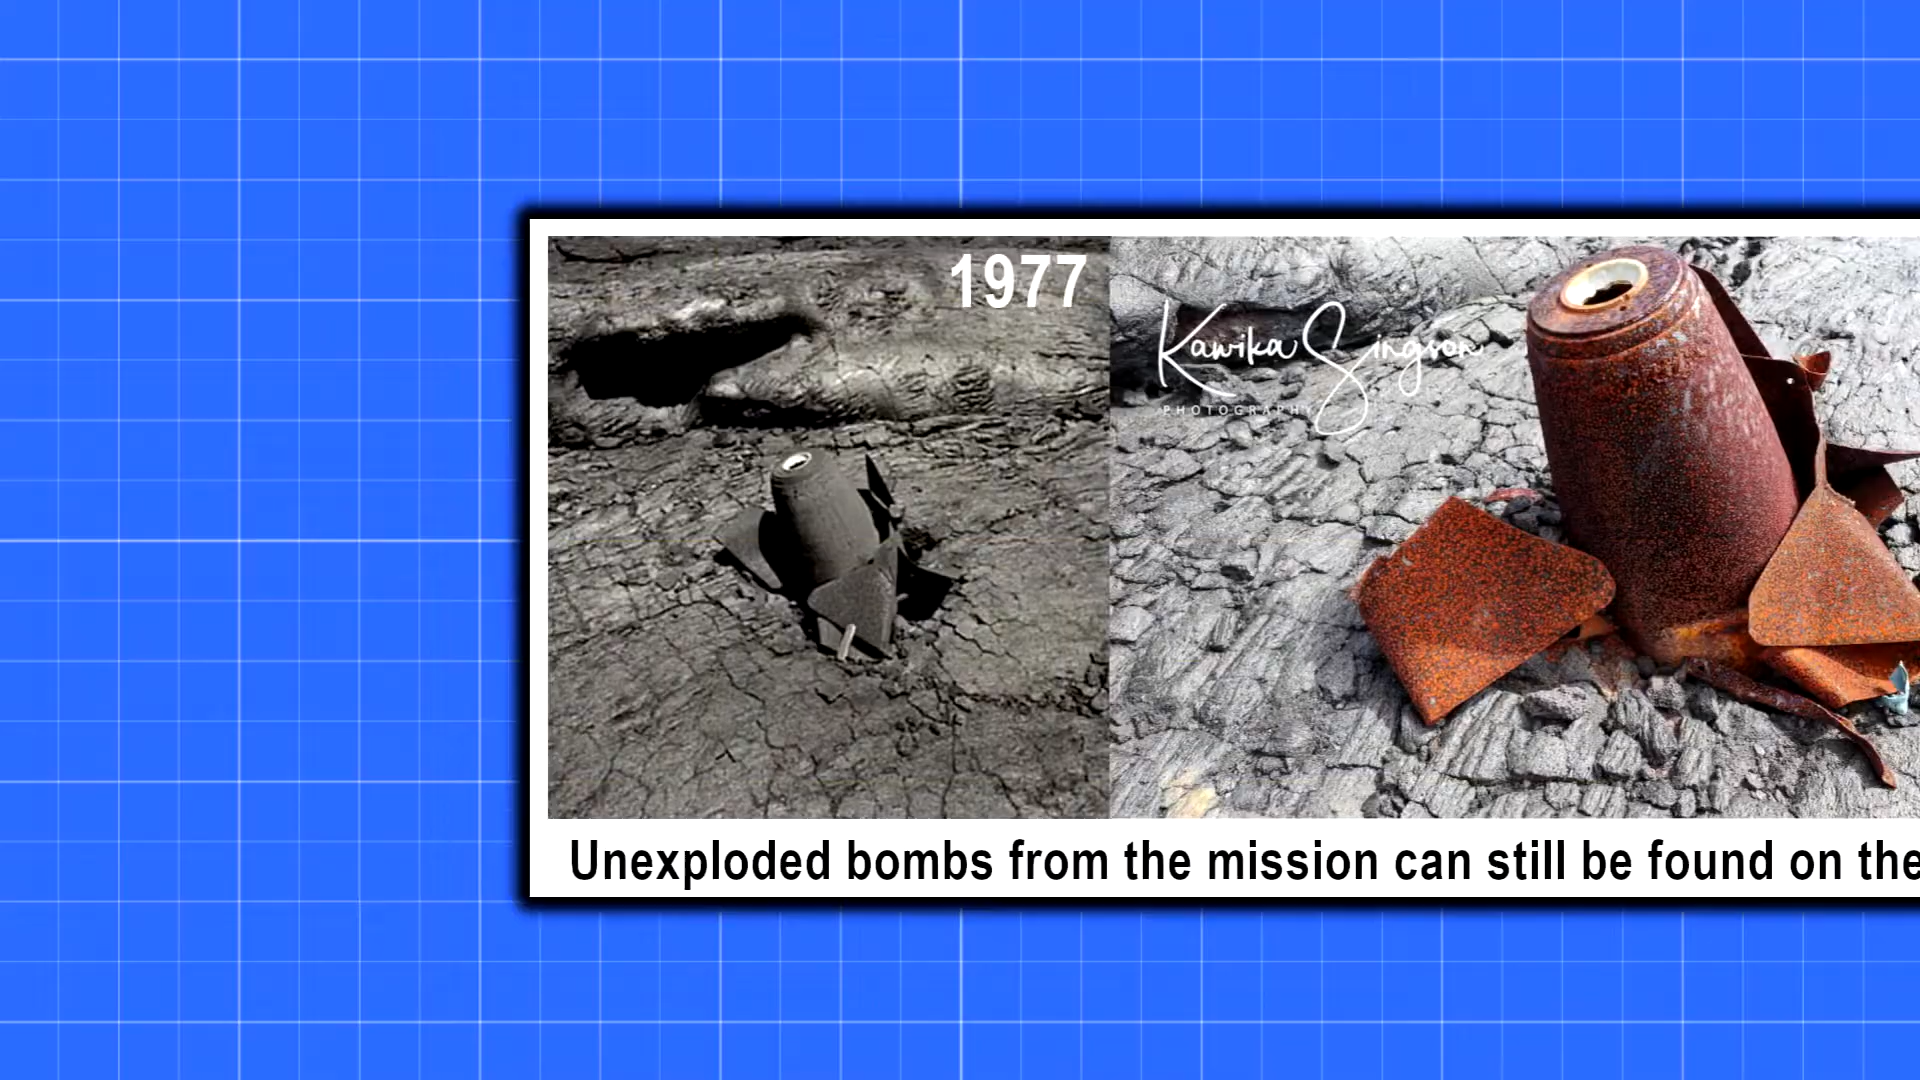 1977
Kawika Singson
PHOTOGRAPHY
Unexploded bombs from the mission can still be found on the